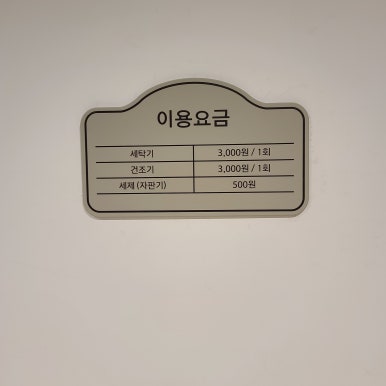 이용요금
세탁기 3,000원 / 1회
건조기 3,000원 / 1회
세제 (자판기) 500원